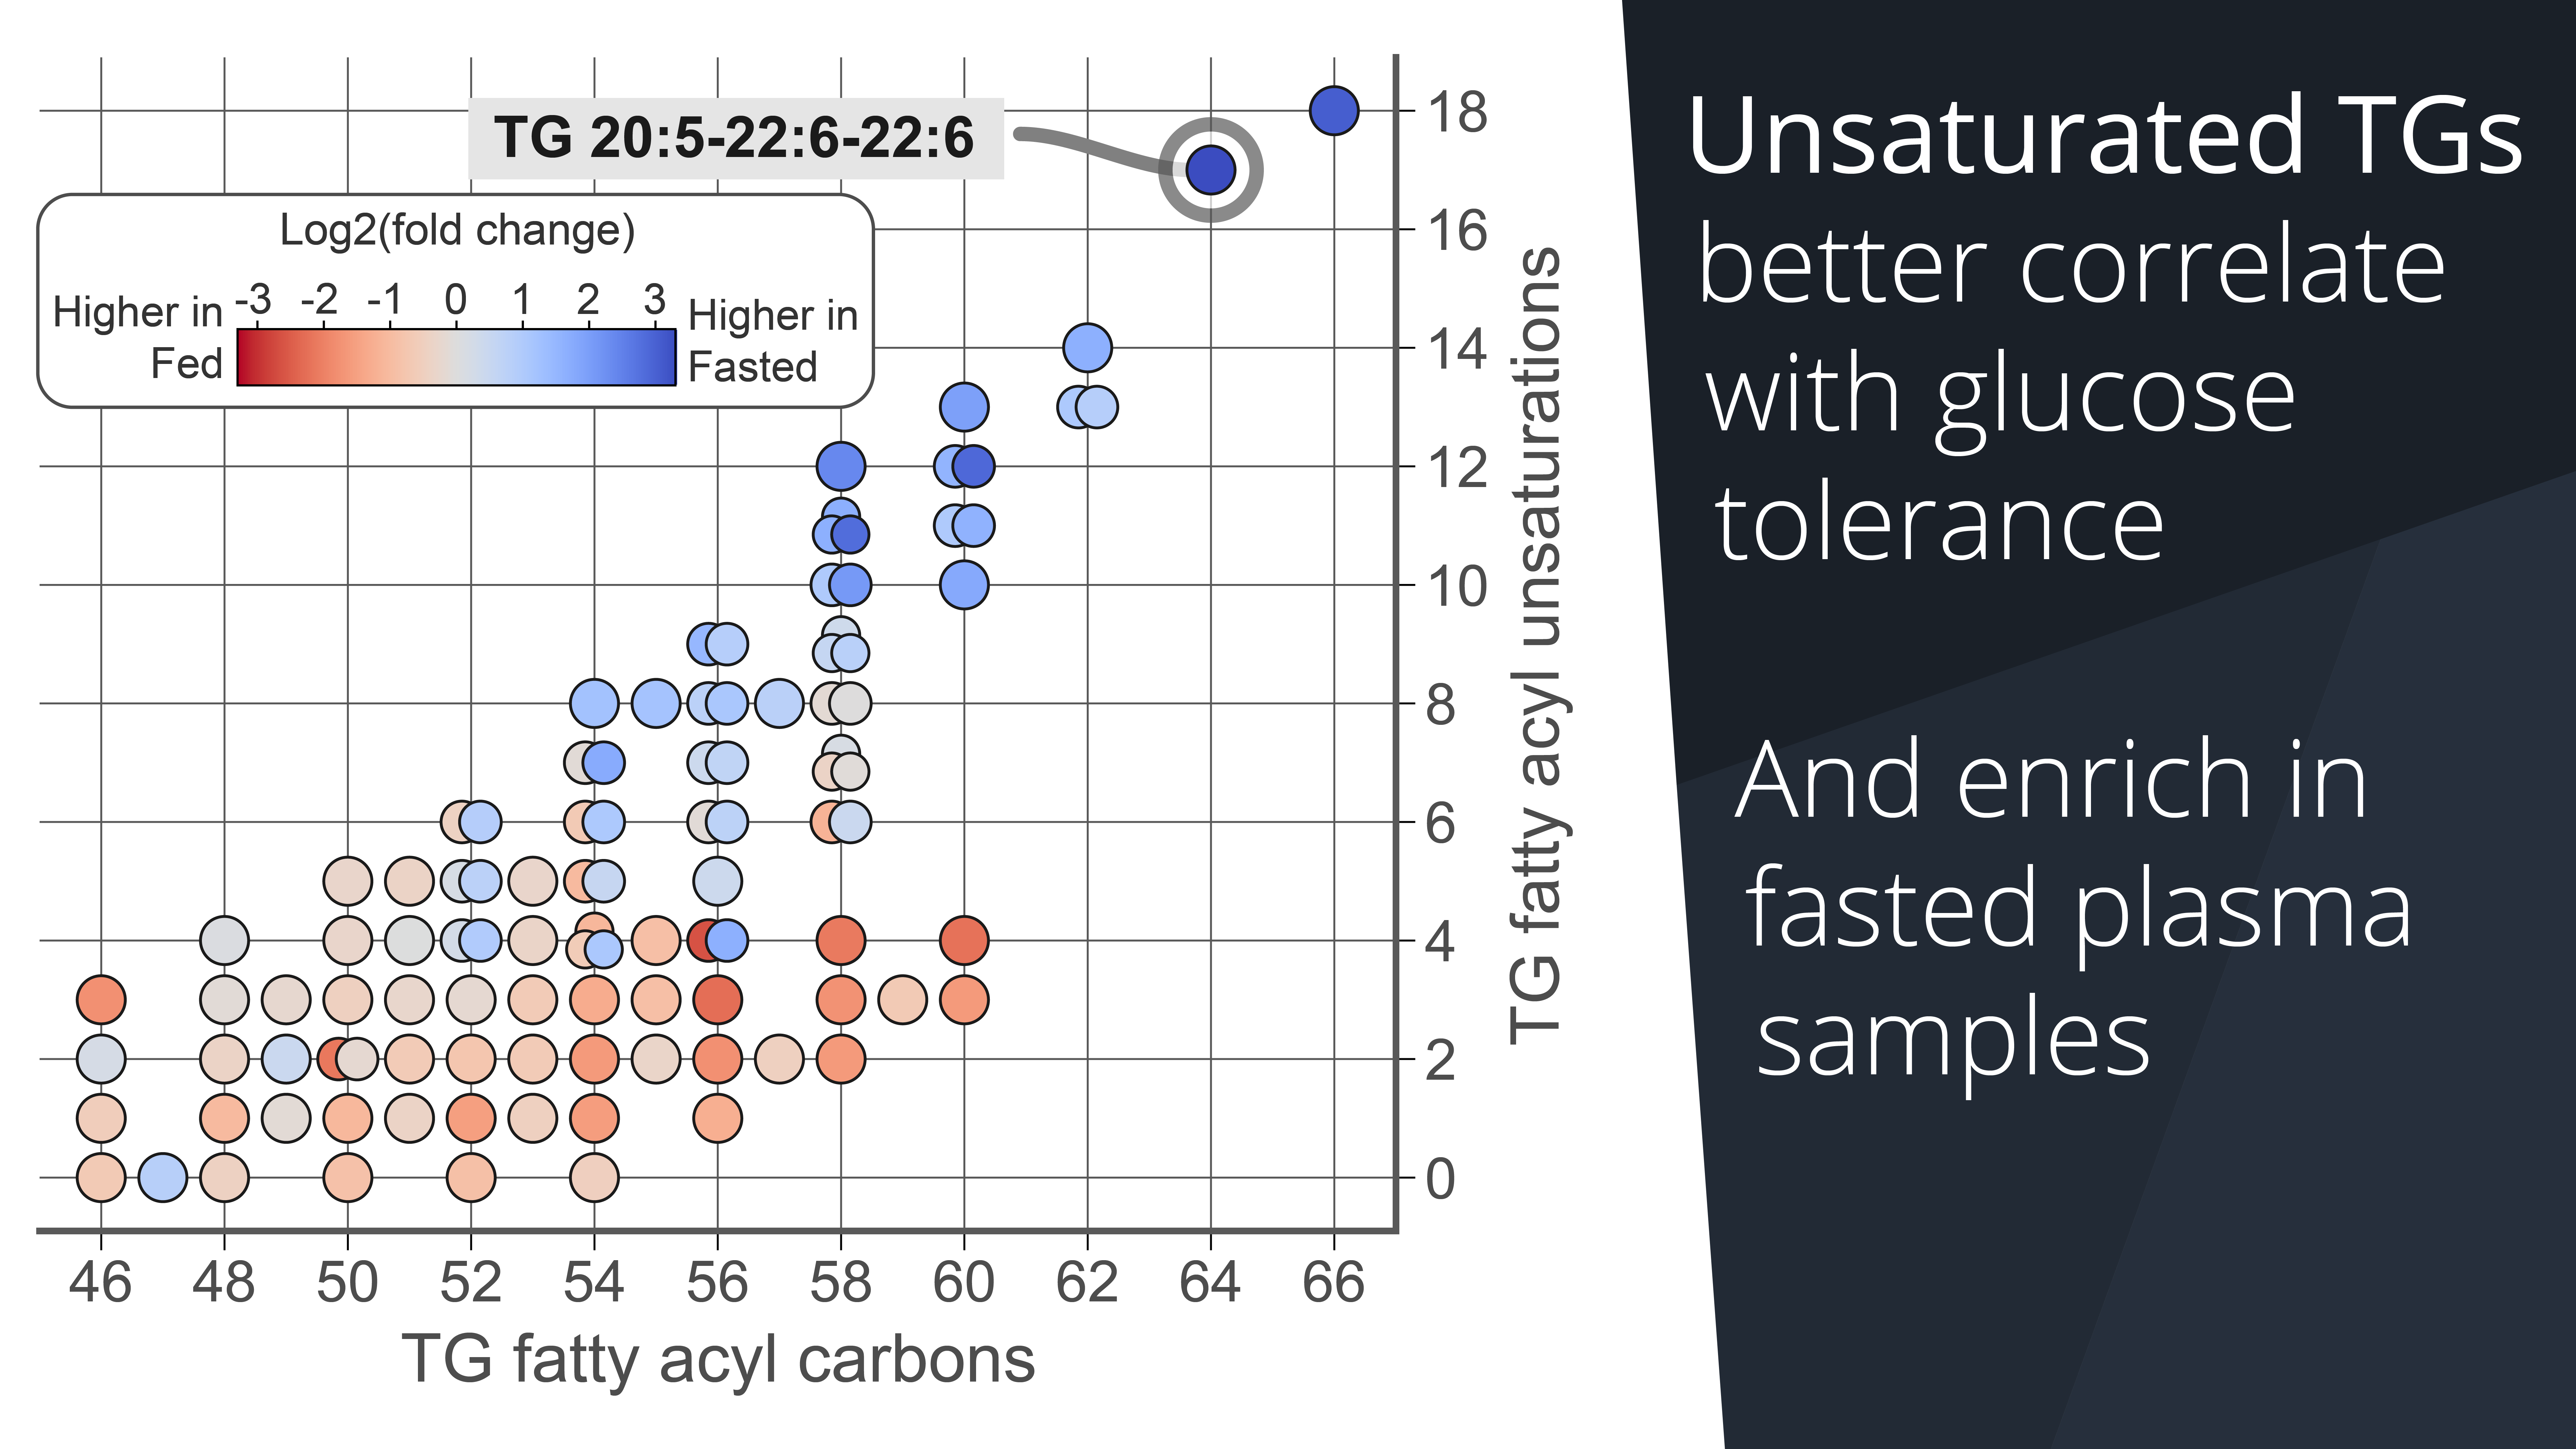 TG 20:5-22:6-22:6
Log2(fold change)
-3 -2 -1 0 1 2 3
Higher in
Fed
Higher in
Fasted
18
16
14
12
10
8
6
4
2
0
TG fatty acyl unsaturations
46 48 50 52 54 56 58 60 62 64 66
TG fatty acyl carbons
Unsaturated TGs
better correlate
with glucose
tolerance
And enrich in
fasted plasma
samples